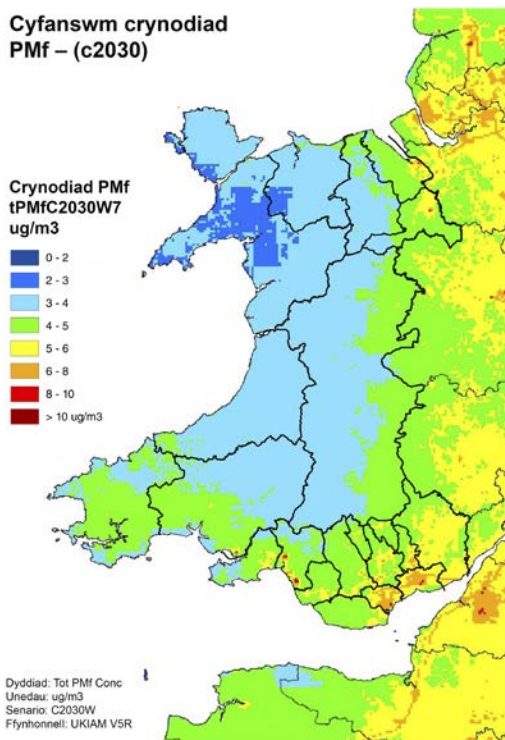 Cyfanswm crynodiad
PMf – (c2030)
Crynodiad PMf
tPMfC2030W7
ug/m3
0 - 2
2 - 3
3 - 4
4 - 5
5 - 6
6 - 8
8 - 10
> 10 ug/m3
Dyddiad: Tot PMf Conc
Unedau: ug/m3
Senario: C2030W
Ffynhonnell: UKIAM V5R